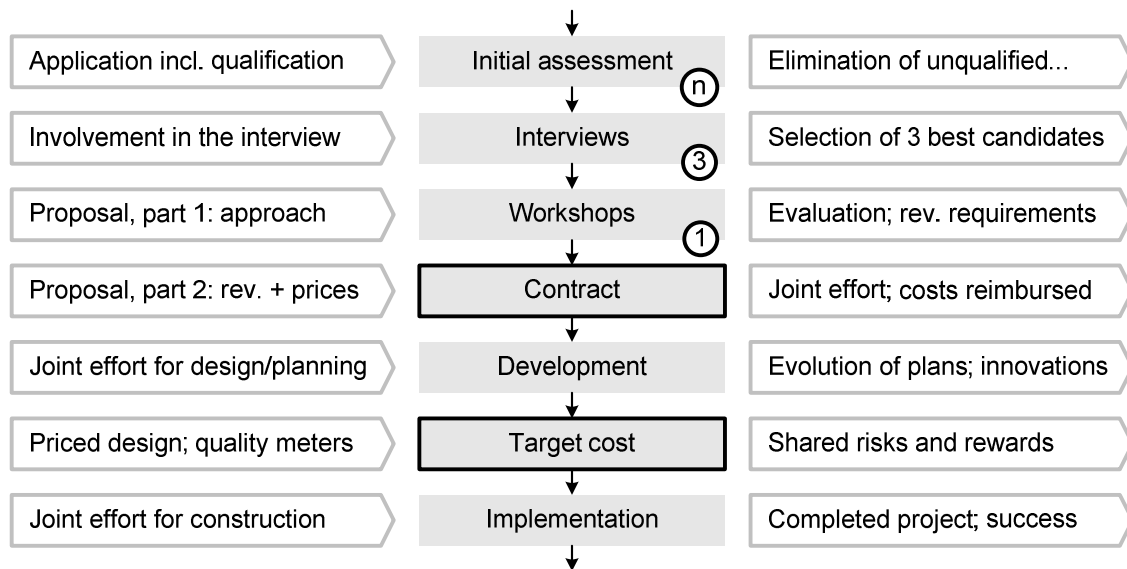 Application incl. qualification
Initial assessment
Elimination of unqualified...
n
Involvement in the interview
Interviews
Selection of 3 best candidates
3
Proposal, part 1: approach
Workshops
Evaluation; rev. requirements
1
Proposal, part 2: rev. + prices
Contract
Joint effort; costs reimbursed
Joint effort for design/planning
Development
Evolution of plans; innovations
Priced design; quality meters
Target cost
Shared risks and rewards
Joint effort for construction
Implementation
Completed project; success